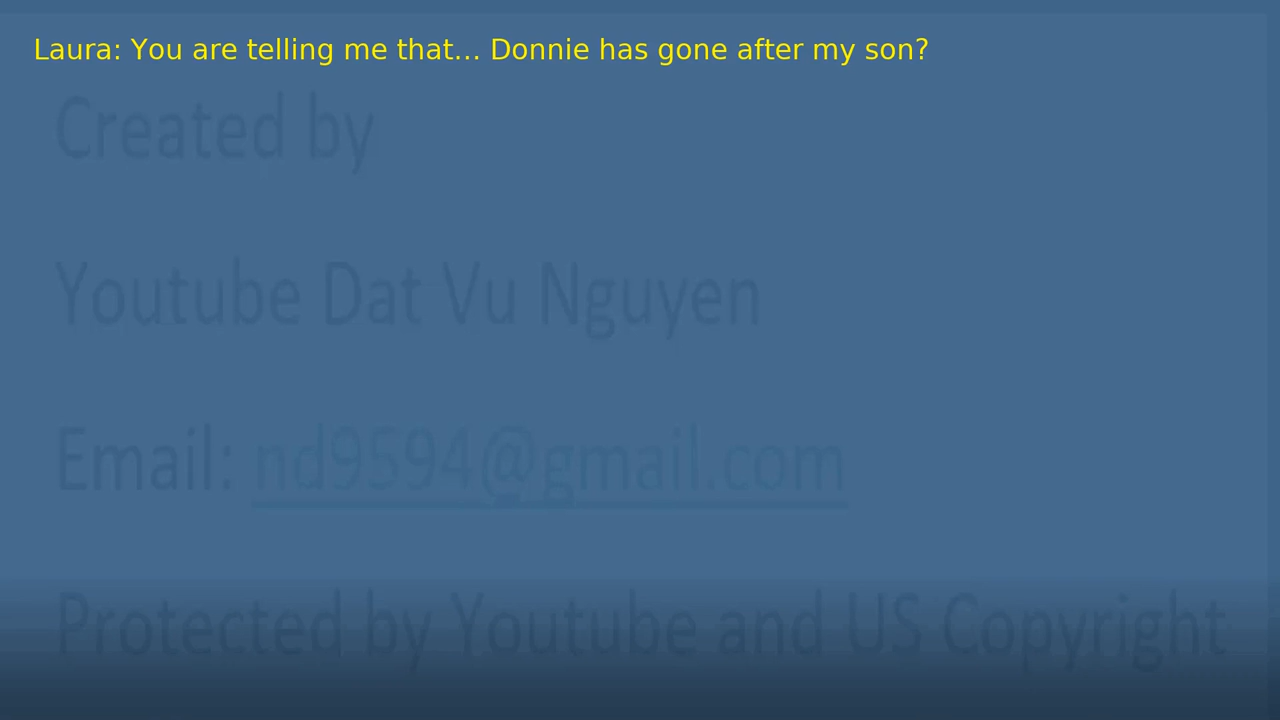 Laura: You are telling me that... Donnie has gone after my son?
Created by
Youtube Dat Vu Nguyen
Email: nd9594@gmail.com
Protected by Youtube and US Copyright